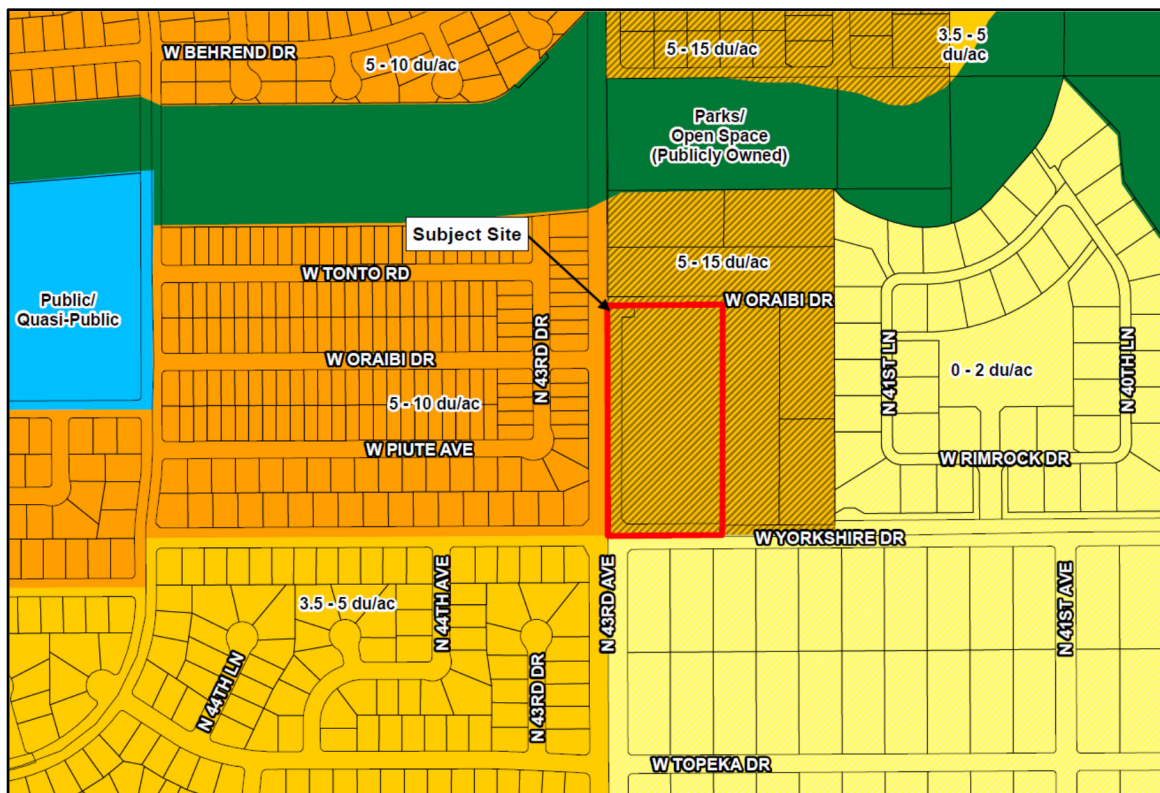 W BEHREND DR
5 - 10 du/ac
5 - 15 du/ac
3.5 - 5
du/ac
Parks/
Open Space
(Publicly Owned)
Subject Site
W TONTO RD
5 - 15 du/ac
Public/
Quasi-Public
W ORAIBI DR
N 43RD DR
W ORAIBI DR
N 41ST LN
0 - 2 du/ac
N 40TH LN
5 - 10 du/ac
W PIUTE AVE
W RIMROCK DR
W YORKSHIRE DR
3.5 - 5 du/ac
N 44TH AVE
N 43RD AVE
N 41ST AVE
N 44TH LN
N 43RD DR
W TOPEKA DR